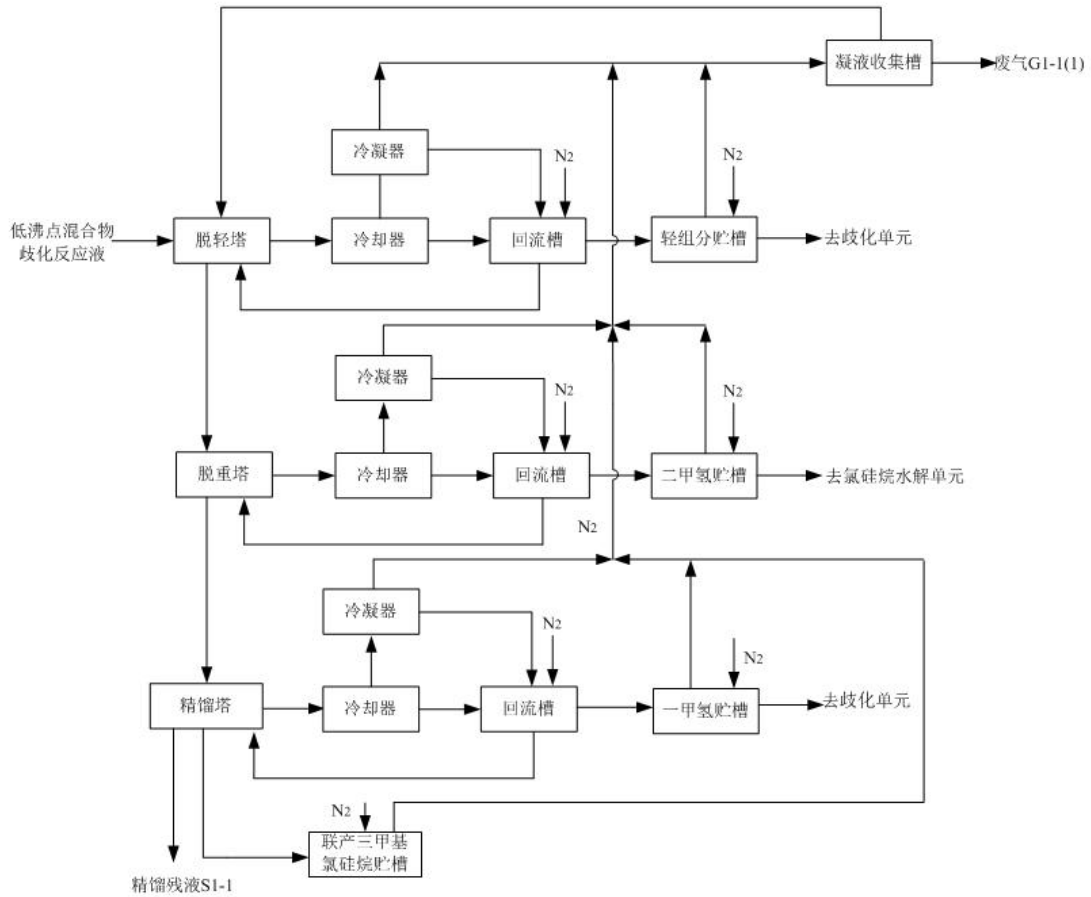 凝液收集槽
废气G1-1(1)
冷凝器
N2
N2
低沸点混合物
歧化反应液
脱轻塔
冷却器
回流槽
轻组分贮槽
去歧化单元
冷凝器
N2
N2
脱重塔
冷却器
回流槽
二甲氢贮槽
去氯硅烷水解单元
N2
冷凝器
N2
N2
精馏塔
冷却器
回流槽
一甲氢贮槽
去歧化单元
N2
联产三甲基
氯硅烷贮槽
精馏残液S1-1